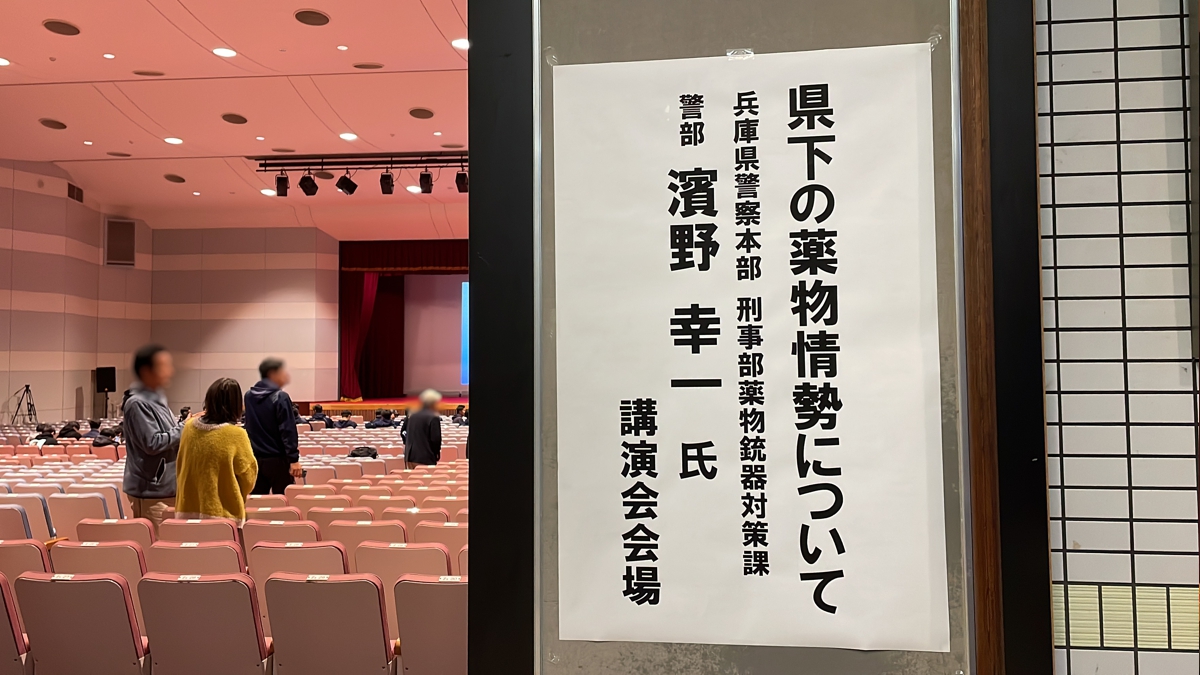 県下の薬物情勢について
兵庫県警察本部 刑事部薬物銃器対策課
警部 濱野 幸一 氏
講演会会場